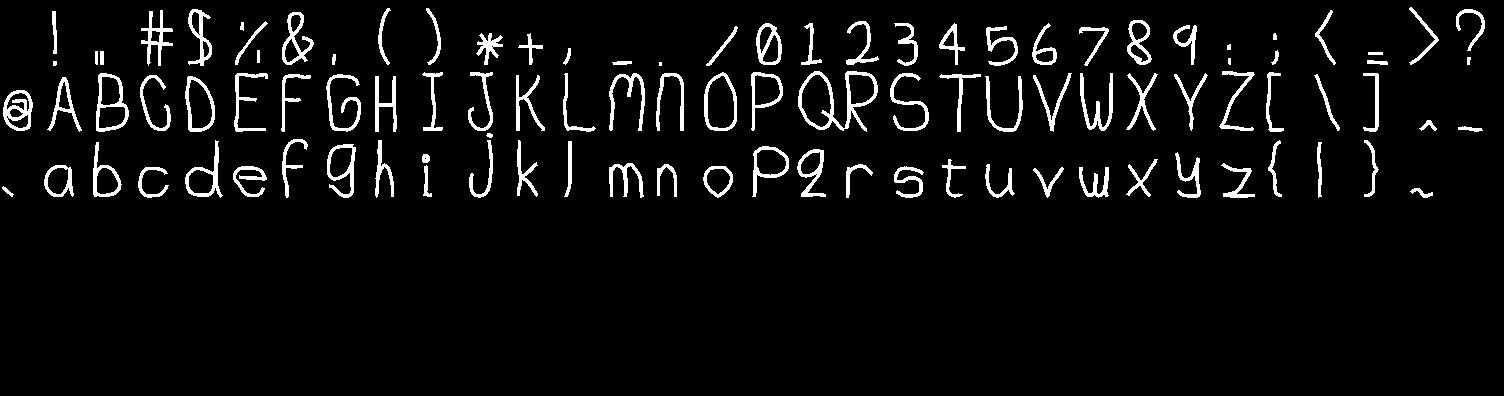 ! " # $ % & ' ( ) * + , - . / 0 1 2 3 4 5 6 7 8 9 : ; < = > ?
@ A B C D E F G H I J K L M N O P Q R S T U V W X Y Z [ \ ] ^ _
` a b c d e f g h i j k l m n o p q r s t u v w x y z { | } ~